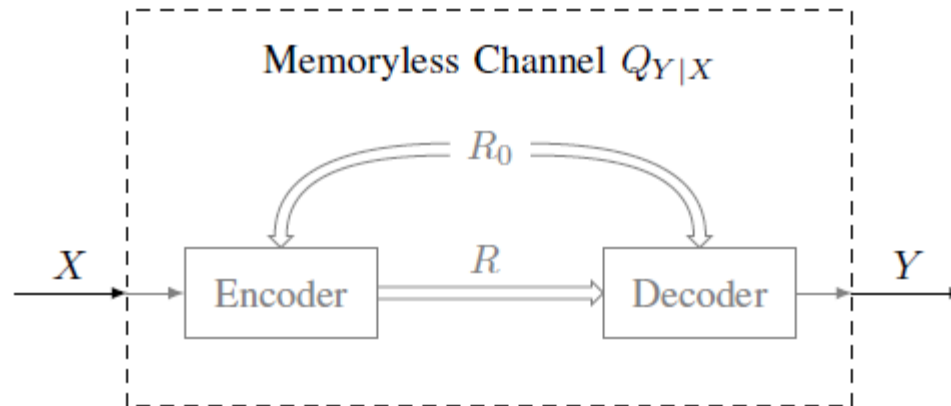 Memoryless Channel Q_{Y|X}
R_0
X
Encoder
R
Decoder
Y